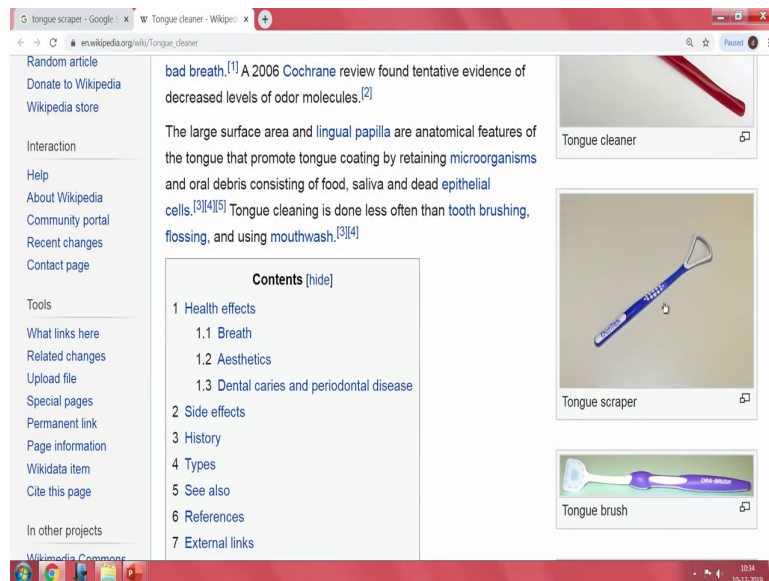 tongue scraper - Google S
Tongue cleaner - Wikiped
en.wikipedia.org/wiki/Tongue_cleaner
Paused
Random article
Donate to Wikipedia
Wikipedia store
Interaction
Help
About Wikipedia
Community portal
Recent changes
Contact page
Tools
What links here
Related changes
Upload file
Special pages
Permanent link
Page information
Wikidata item
Cite this page
In other projects
Wikimedia Commons
bad breath.[1] A 2006 Cochrane review found tentative evidence of
decreased levels of odor molecules.[2]
The large surface area and lingual papilla are anatomical features of
the tongue that promote tongue coating by retaining microorganisms
and oral debris consisting of food, saliva and dead epithelial
cells.[3][4][5] Tongue cleaning is done less often than tooth brushing,
flossing, and using mouthwash.[3][4]
Contents [hide]
1 Health effects
1.1 Breath
1.2 Aesthetics
1.3 Dental caries and periodontal disease
2 Side effects
3 History
4 Types
5 See also
6 References
7 External links
Tongue cleaner
Tongue scraper
ORA-BRUSH
Tongue brush
10:34
10-12-2019